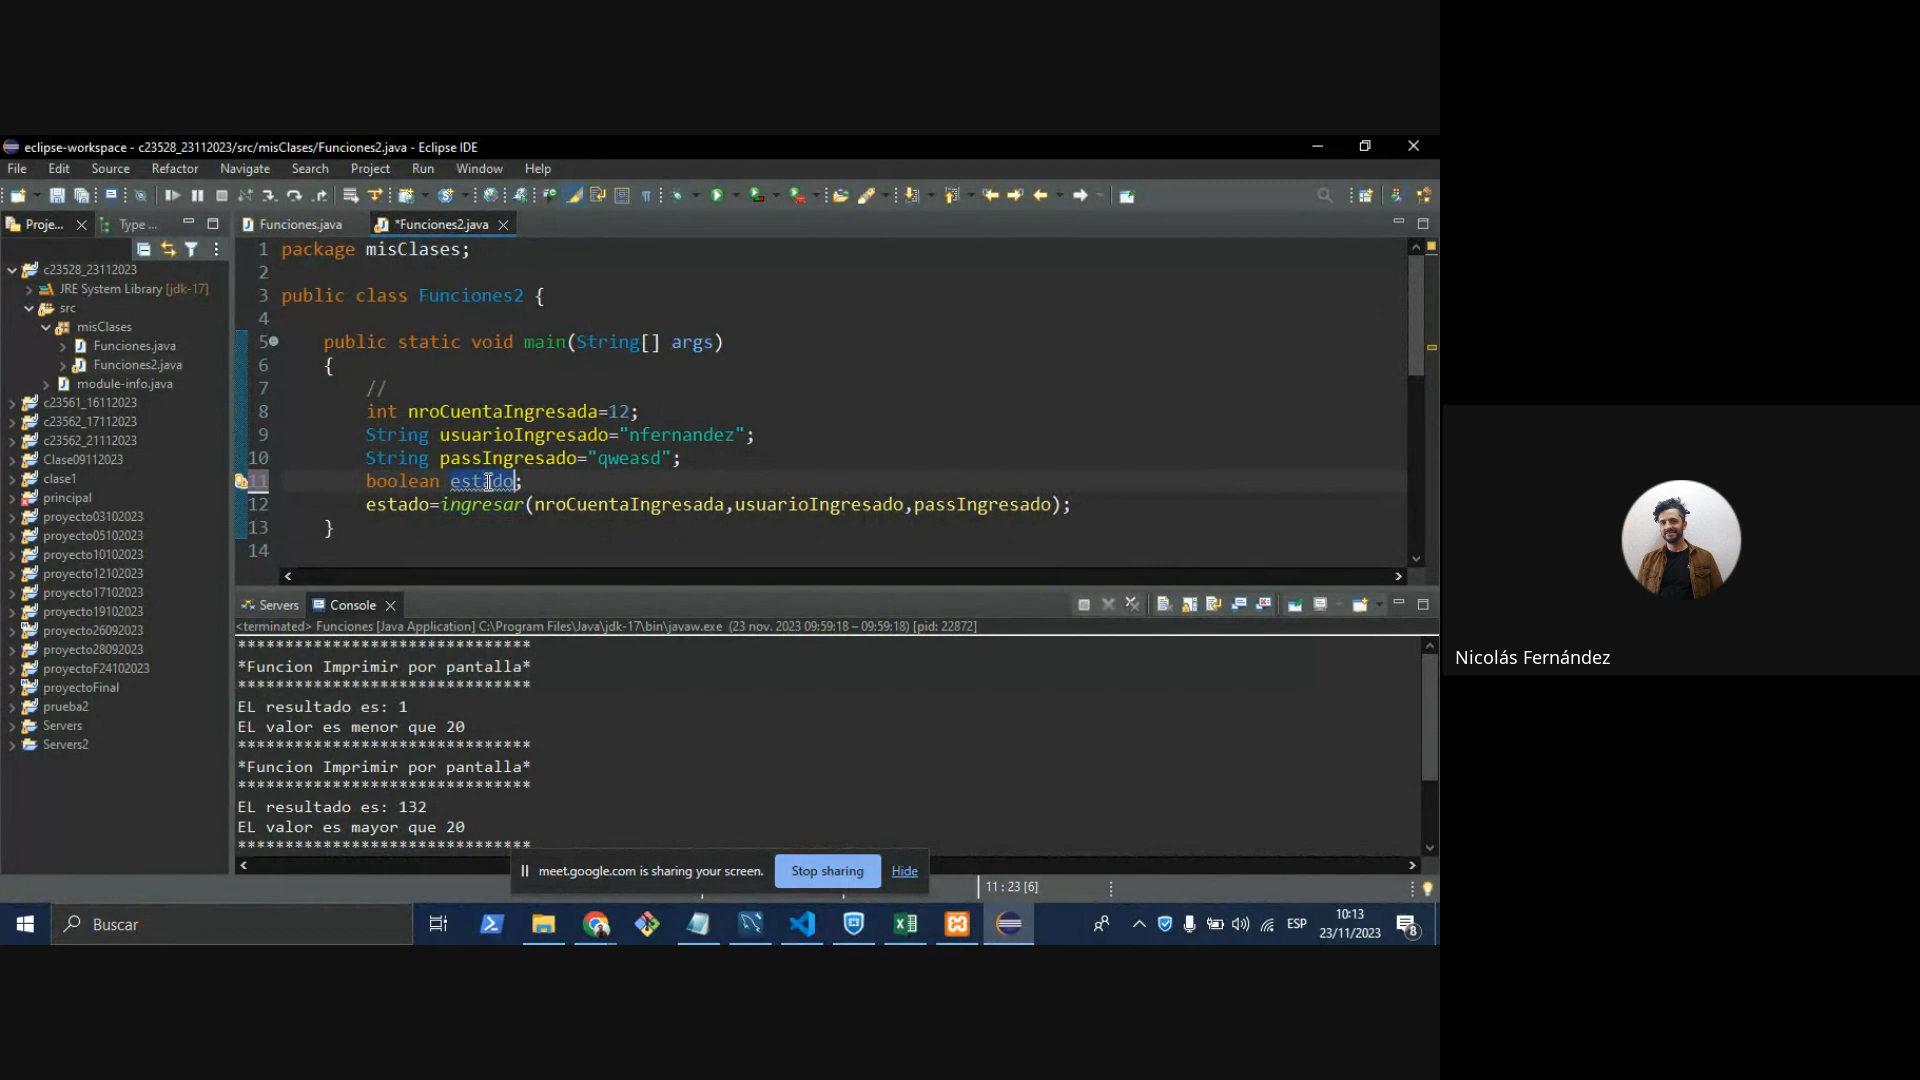 eclipse-workspace - c23528_23112023/src/misClases/Funciones2.java - Eclipse IDE
File Edit Source Refactor Navigate Search Project Run Window Help
Proje... Type ...
Funciones.java *Funciones2.java
c23528_23112023
JRE System Library [jdk-17]
src
misClases
Funciones.java
Funciones2.java
module-info.java
c23561_16112023
c23562_17112023
c23562_21112023
Clase09112023
clase1
principal
proyecto03102023
proyecto05102023
proyecto10102023
proyecto12102023
proyecto17102023
proyecto19102023
proyecto26092023
proyecto28092023
proyectoF24102023
proyectoFinal
prueba2
Servers
Servers2
1 package misClases;
2
3 public class Funciones2 {
4
5 public static void main(String[] args)
6 {
7 //
8 int nroCuentaIngresada=12;
9 String usuarioIngresado="nfernandez";
10 String passIngresado="qweasd";
11 boolean estado;
12 estado=ingresar(nroCuentaIngresada,usuarioIngresado,passIngresado);
13 }
14
Servers Console
<terminated> Funciones [Java Application] C:\Program Files\Java\jdk-17\bin\javaw.exe (23 nov. 2023 09:59:18 – 09:59:18) [pid: 22872]
*******************************
*Funcion Imprimir por pantalla*
*******************************
EL resultado es: 1
EL valor es menor que 20
*******************************
*Funcion Imprimir por pantalla*
*******************************
EL resultado es: 132
EL valor es mayor que 20
*******************************
meet.google.com is sharing your screen. Stop sharing Hide
11 : 23 [6]
Buscar
ESP
10:13
23/11/2023
8
Nicolás Fernández